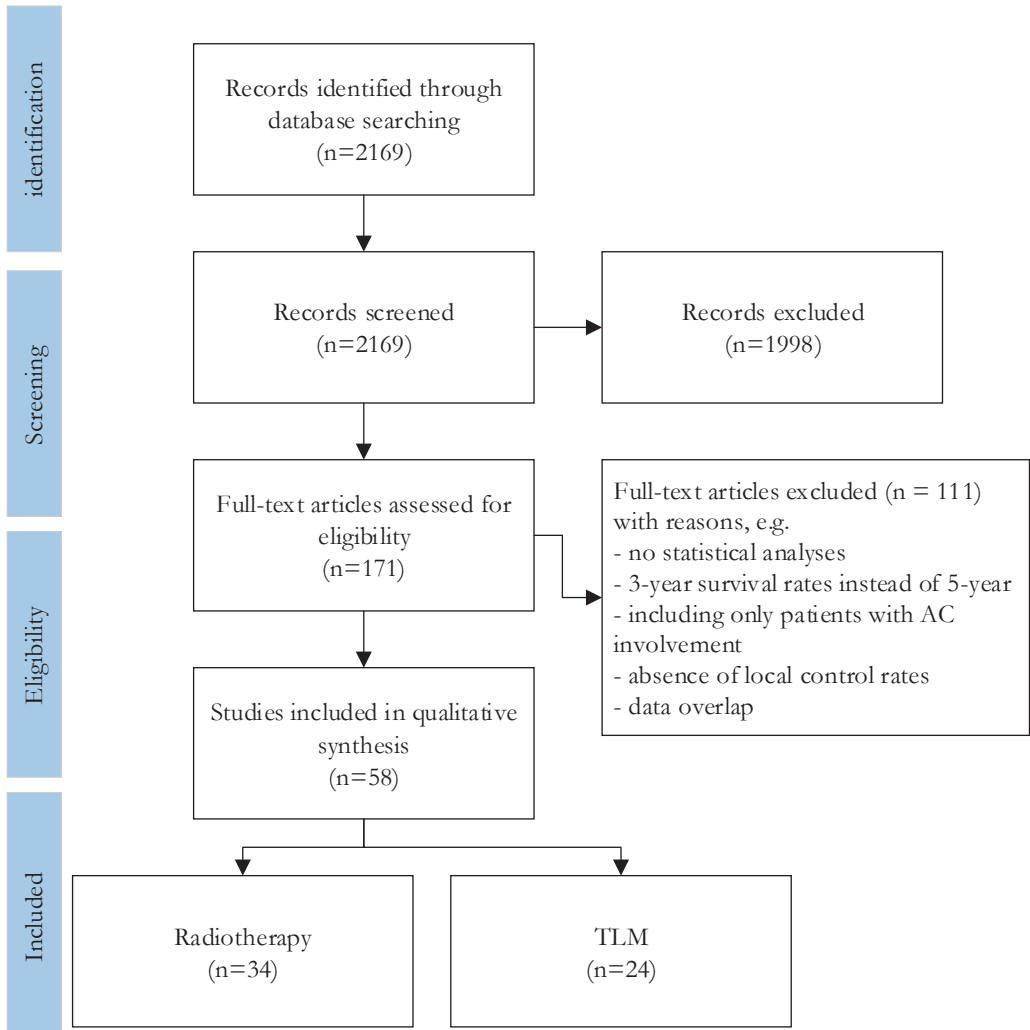 identification
Records identified through
database searching
(n=2169)
Screening
Records screened
(n=2169)
Records excluded
(n=1998)
Full-text articles assessed for
eligibility
(n=171)
Full-text articles excluded (n = 111)
with reasons, e.g.
- no statistical analyses
- 3-year survival rates instead of 5-year
- including only patients with AC
involvement
- absence of local control rates
- data overlap
Eligibility
Studies included in qualitative
synthesis
(n=58)
Included
Radiotherapy
(n=34)
TLM
(n=24)